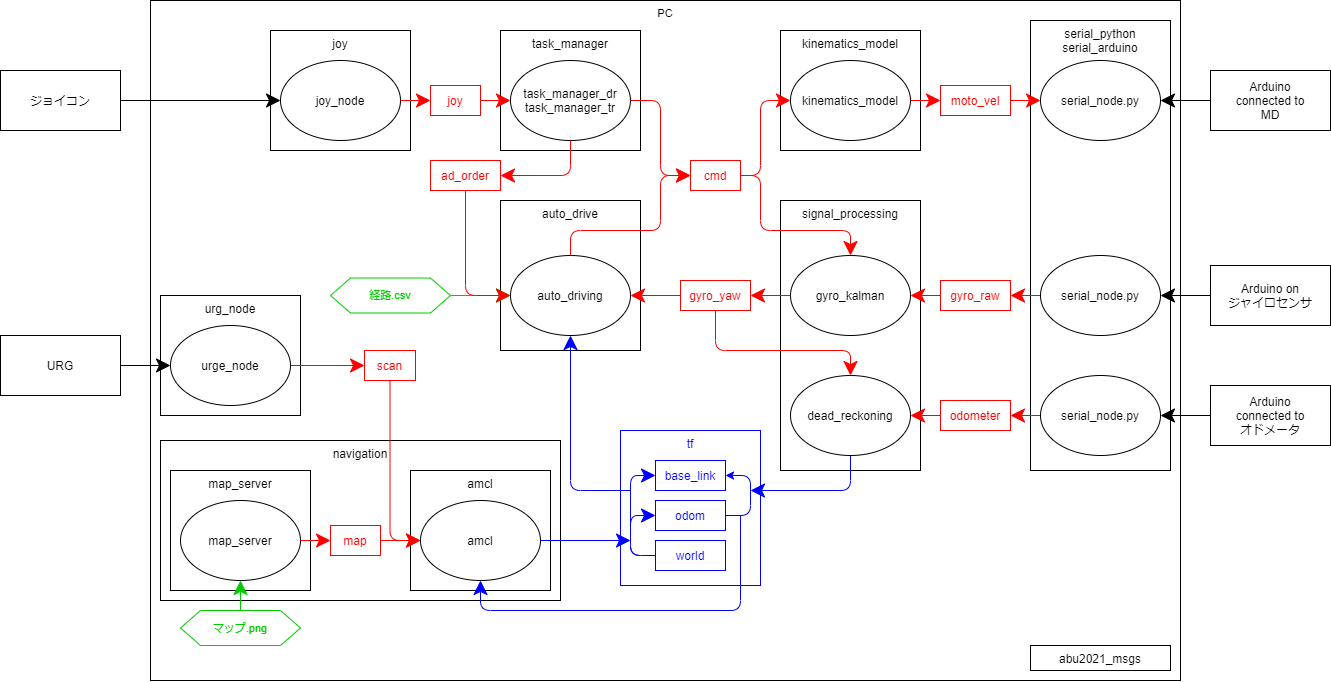 PC
joy
joy_node
joy
task_manager
task_manager_dr
task_manager_tr
ad_order
cmd
kinematics_model
kinematics_model
moto_vel
serial_python
serial_arduino
serial_node.py
ジョイコン
Arduino
connected to
MD
auto_drive
auto_driving
経路.csv
signal_processing
gyro_kalman
gyro_yaw
gyro_raw
serial_node.py
Arduino on
ジャイロセンサ
URG
urg_node
urge_node
scan
dead_reckoning
odometer
serial_node.py
Arduino
connected to
オドメータ
navigation
map_server
map_server
map
amcl
amcl
tf
base_link
odom
world
マップ.png
abu2021_msgs